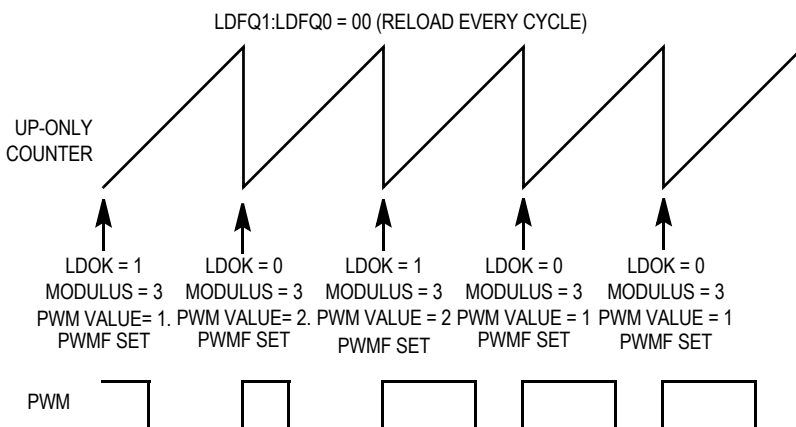 LDFQ1:LDFQ0 = 00 (RELOAD EVERY CYCLE)
UP-ONLY
COUNTER
LDOK = 1 LDOK = 0 LDOK = 1 LDOK = 0 LDOK = 0
MODULUS = 3 MODULUS = 3 MODULUS = 3 MODULUS = 3 MODULUS = 3
PWM VALUE= 1. PWM VALUE= 2. PWM VALUE = 2 PWM VALUE = 1 PWM VALUE = 1
PWMF SET PWMF SET PWMF SET PWMF SET PWMF SET
PWM